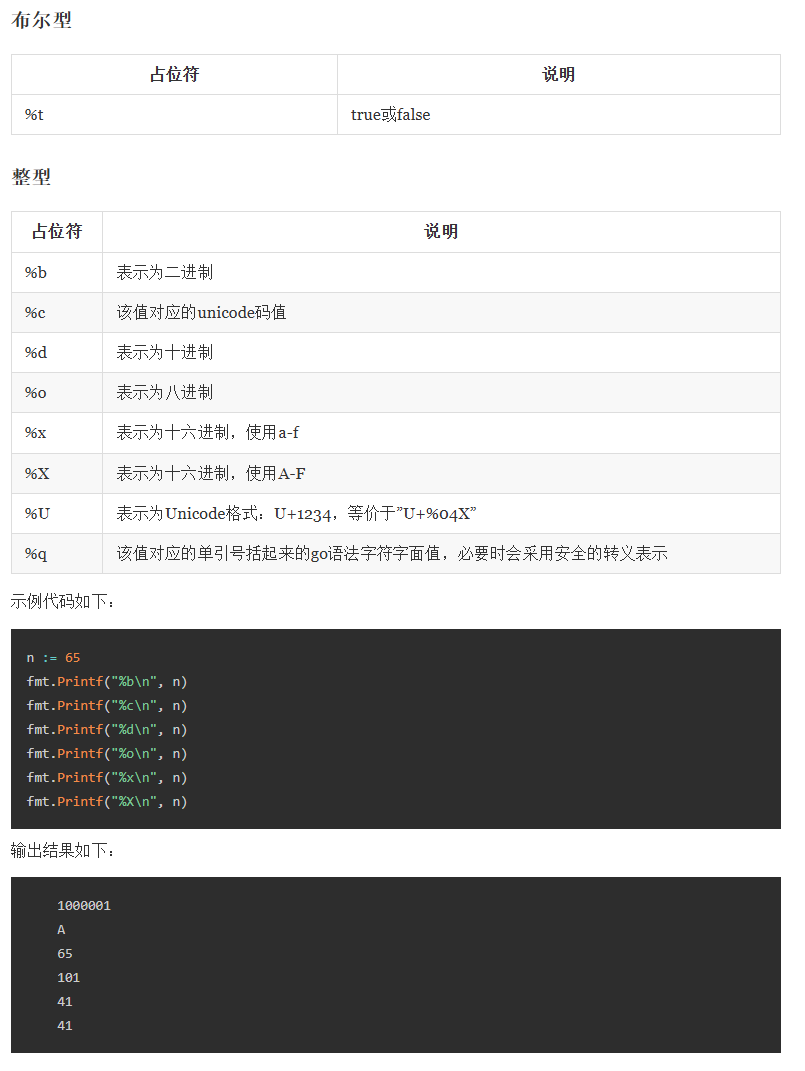 布尔型
占位符 说明
%t true或false
整型
占位符 说明
%b 表示为二进制
%c 该值对应的unicode码值
%d 表示为十进制
%o 表示为八进制
%x 表示为十六进制，使用a-f
%X 表示为十六进制，使用A-F
%U 表示为Unicode格式：U+1234，等价于”U+%04X”
%q 该值对应的单引号括起来的go语法字符字面值，必要时会采用安全的转义表示
示例代码如下：
n := 65
fmt.Printf("%b\n", n)
fmt.Printf("%c\n", n)
fmt.Printf("%d\n", n)
fmt.Printf("%o\n", n)
fmt.Printf("%x\n", n)
fmt.Printf("%X\n", n)
输出结果如下：
1000001
A
65
101
41
41